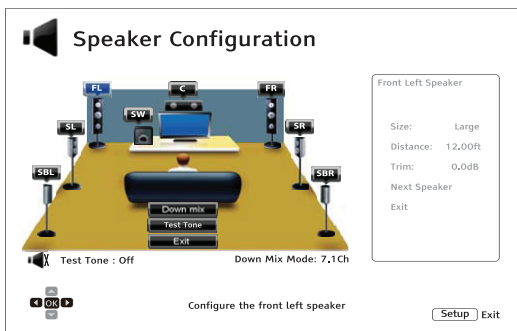 Speaker Configuration
FL
C
FR
Front Left Speaker
SW
SL
SR
Size: Large
Distance: 12.00ft
SBL
SBR
Trim: 0.0dB
Next Speaker
Down mix
Exit
Test Tone
Exit
Test Tone : Off
Down Mix Mode: 7.1Ch
OK
Configure the front left speaker
Setup Exit